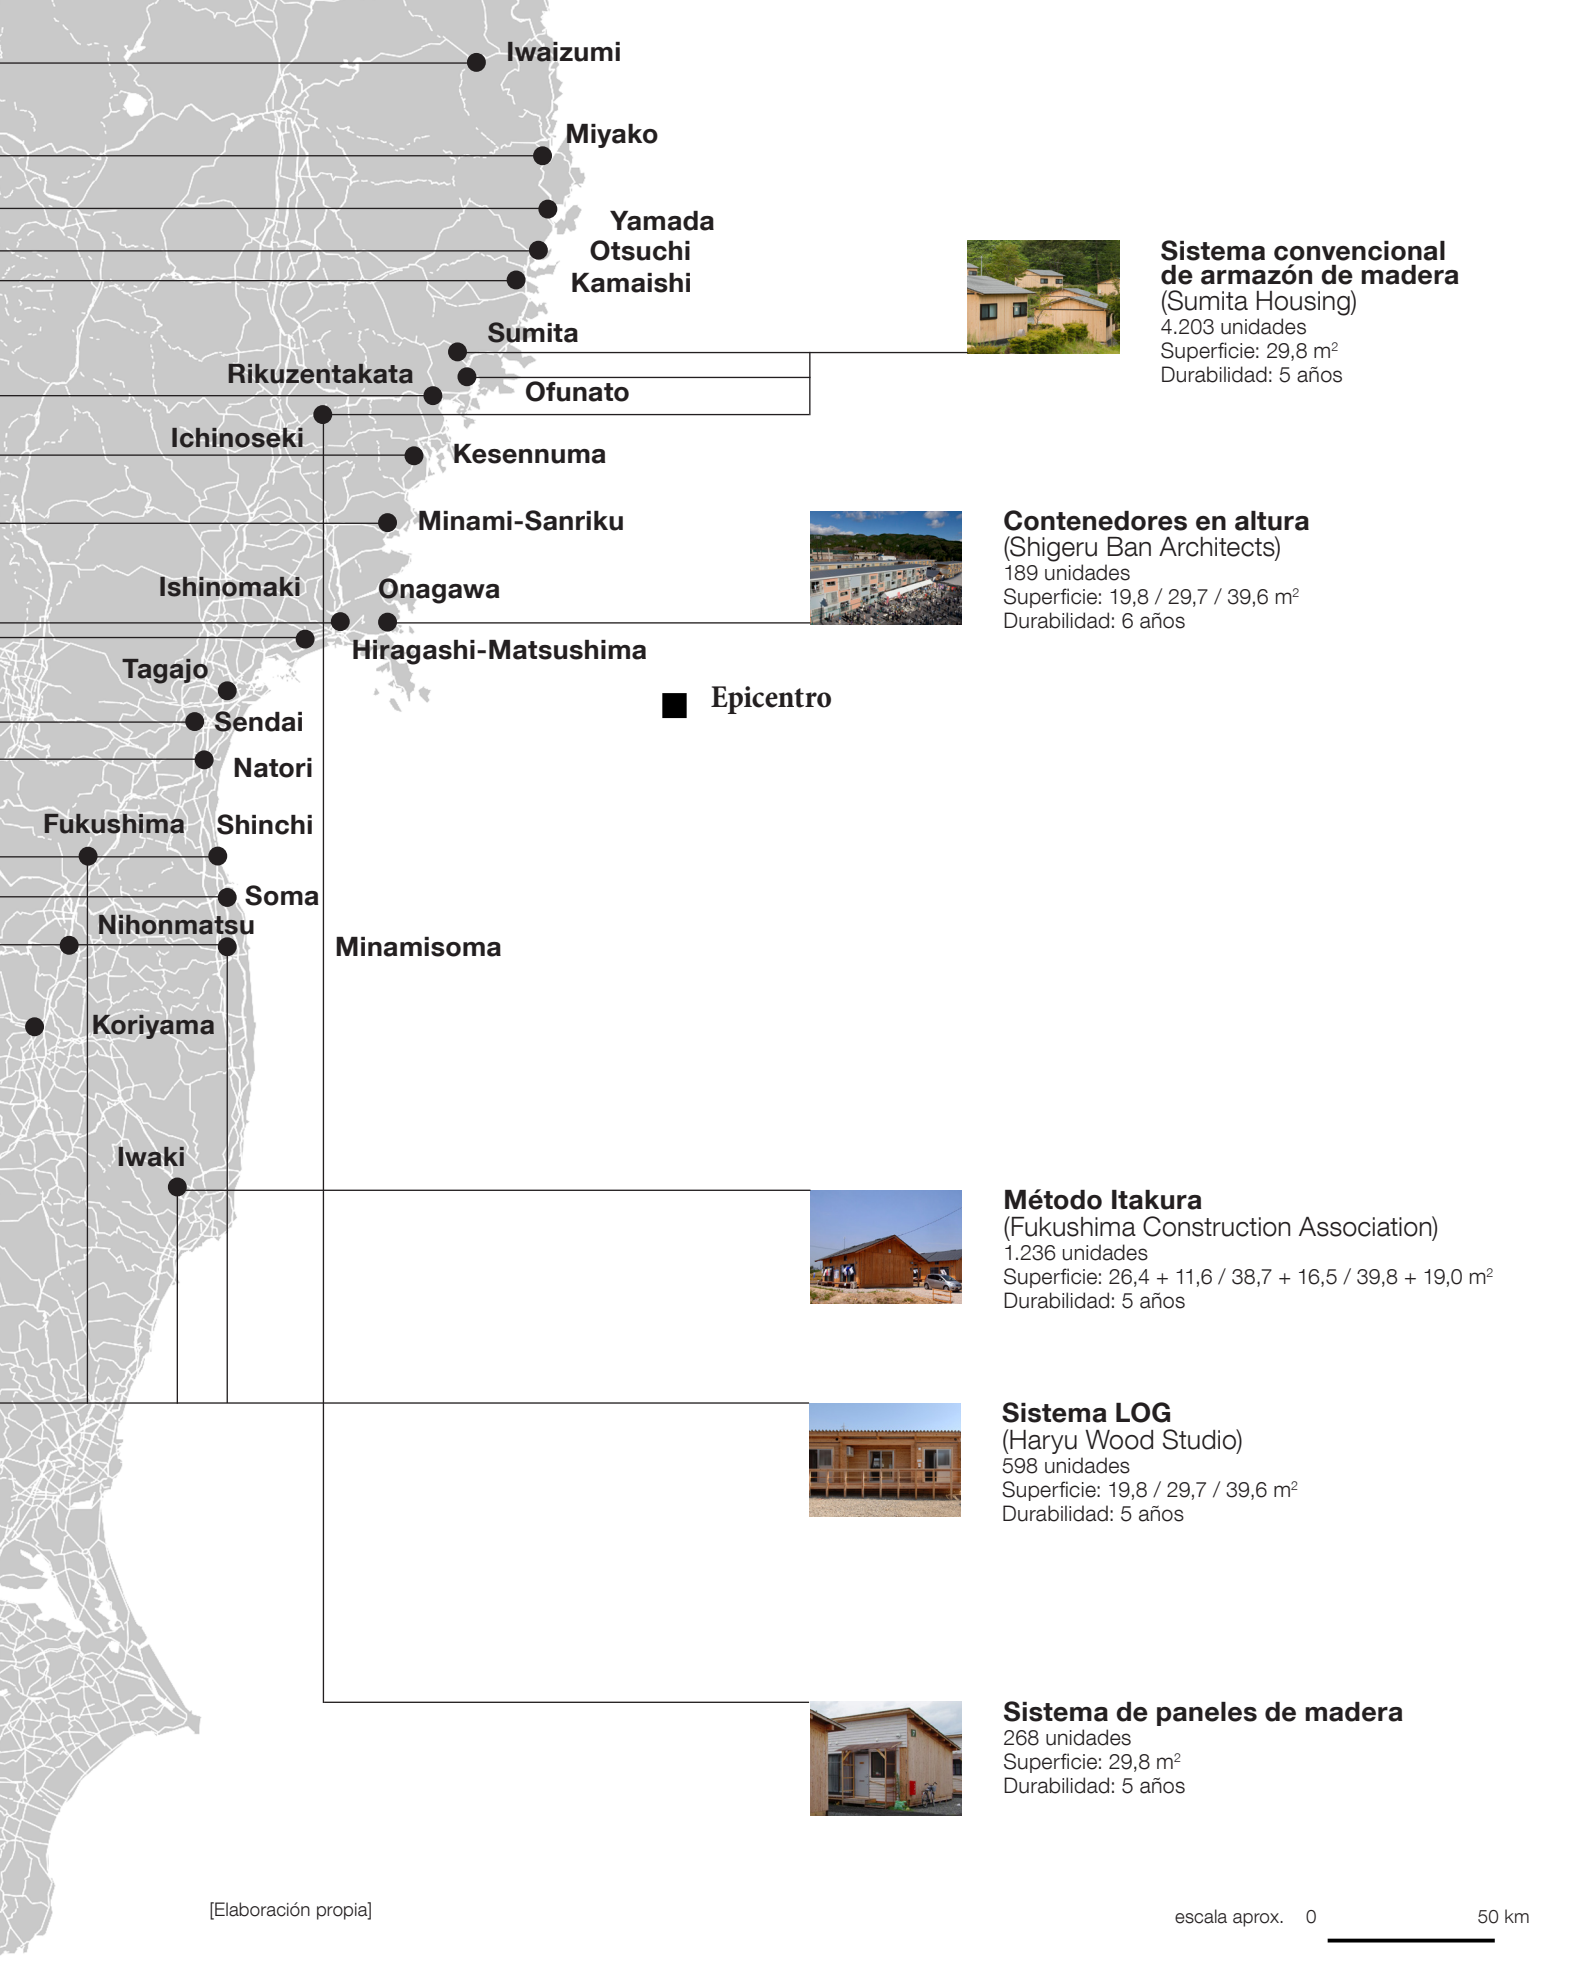 Iwaizumi
Miyako
Yamada
Otsuchi
Kamaishi
Sumita
Rikuzentakata
Ofunato
Ichinoseki
Kesennuma
Minami-Sanriku
Ishinomaki
Onagawa
Hiragashi-Matsushima
Tagajo
Sendai
Natori
Fukushima
Shinchi
Soma
Nihonmatsu
Minamisoma
Koriyama
Iwaki
Epicentro
Sistema convencional
de armazón de madera
(Sumita Housing)
4.203 unidades
Superficie: 29,8 m²
Durabilidad: 5 años
Contenedores en altura
(Shigeru Ban Architects)
189 unidades
Superficie: 19,8 / 29,7 / 39,6 m²
Durabilidad: 6 años
Método Itakura
(Fukushima Construction Association)
1.236 unidades
Superficie: 26,4 + 11,6 / 38,7 + 16,5 / 39,8 + 19,0 m²
Durabilidad: 5 años
Sistema LOG
(Haryu Wood Studio)
598 unidades
Superficie: 19,8 / 29,7 / 39,6 m²
Durabilidad: 5 años
Sistema de paneles de madera
268 unidades
Superficie: 29,8 m²
Durabilidad: 5 años
[Elaboración propia]
escala aprox. 0 50 km